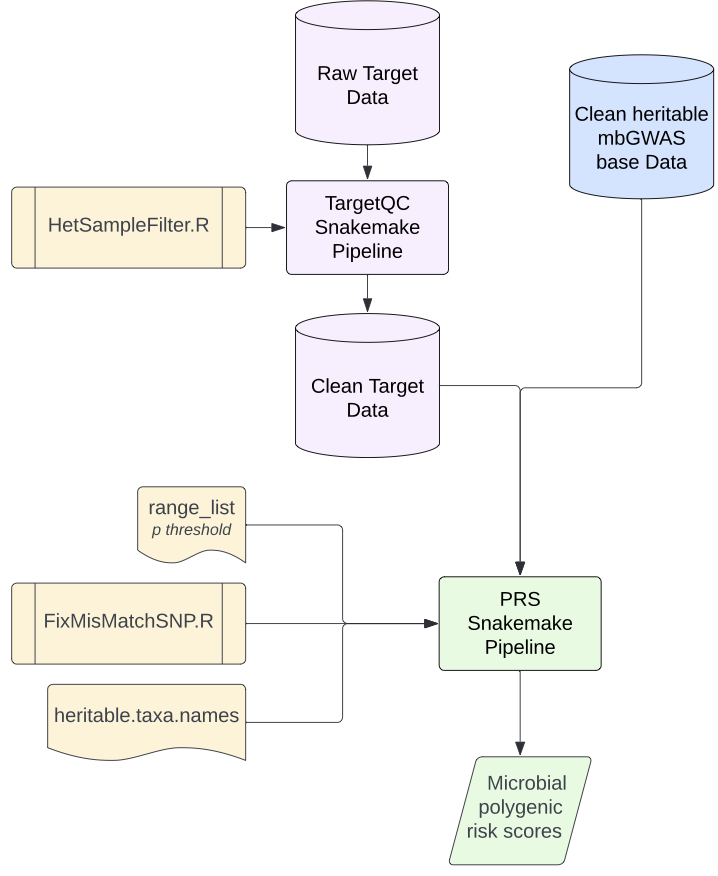 Raw Target
Data
Clean heritable
mbGWAS
base Data
HetSampleFilter.R
TargetQC
Snakemake
Pipeline
Clean Target
Data
range_list
p threshold
FixMisMatchSNP.R
heritable.taxa.names
PRS
Snakemake
Pipeline
Microbial
polygenic
risk scores